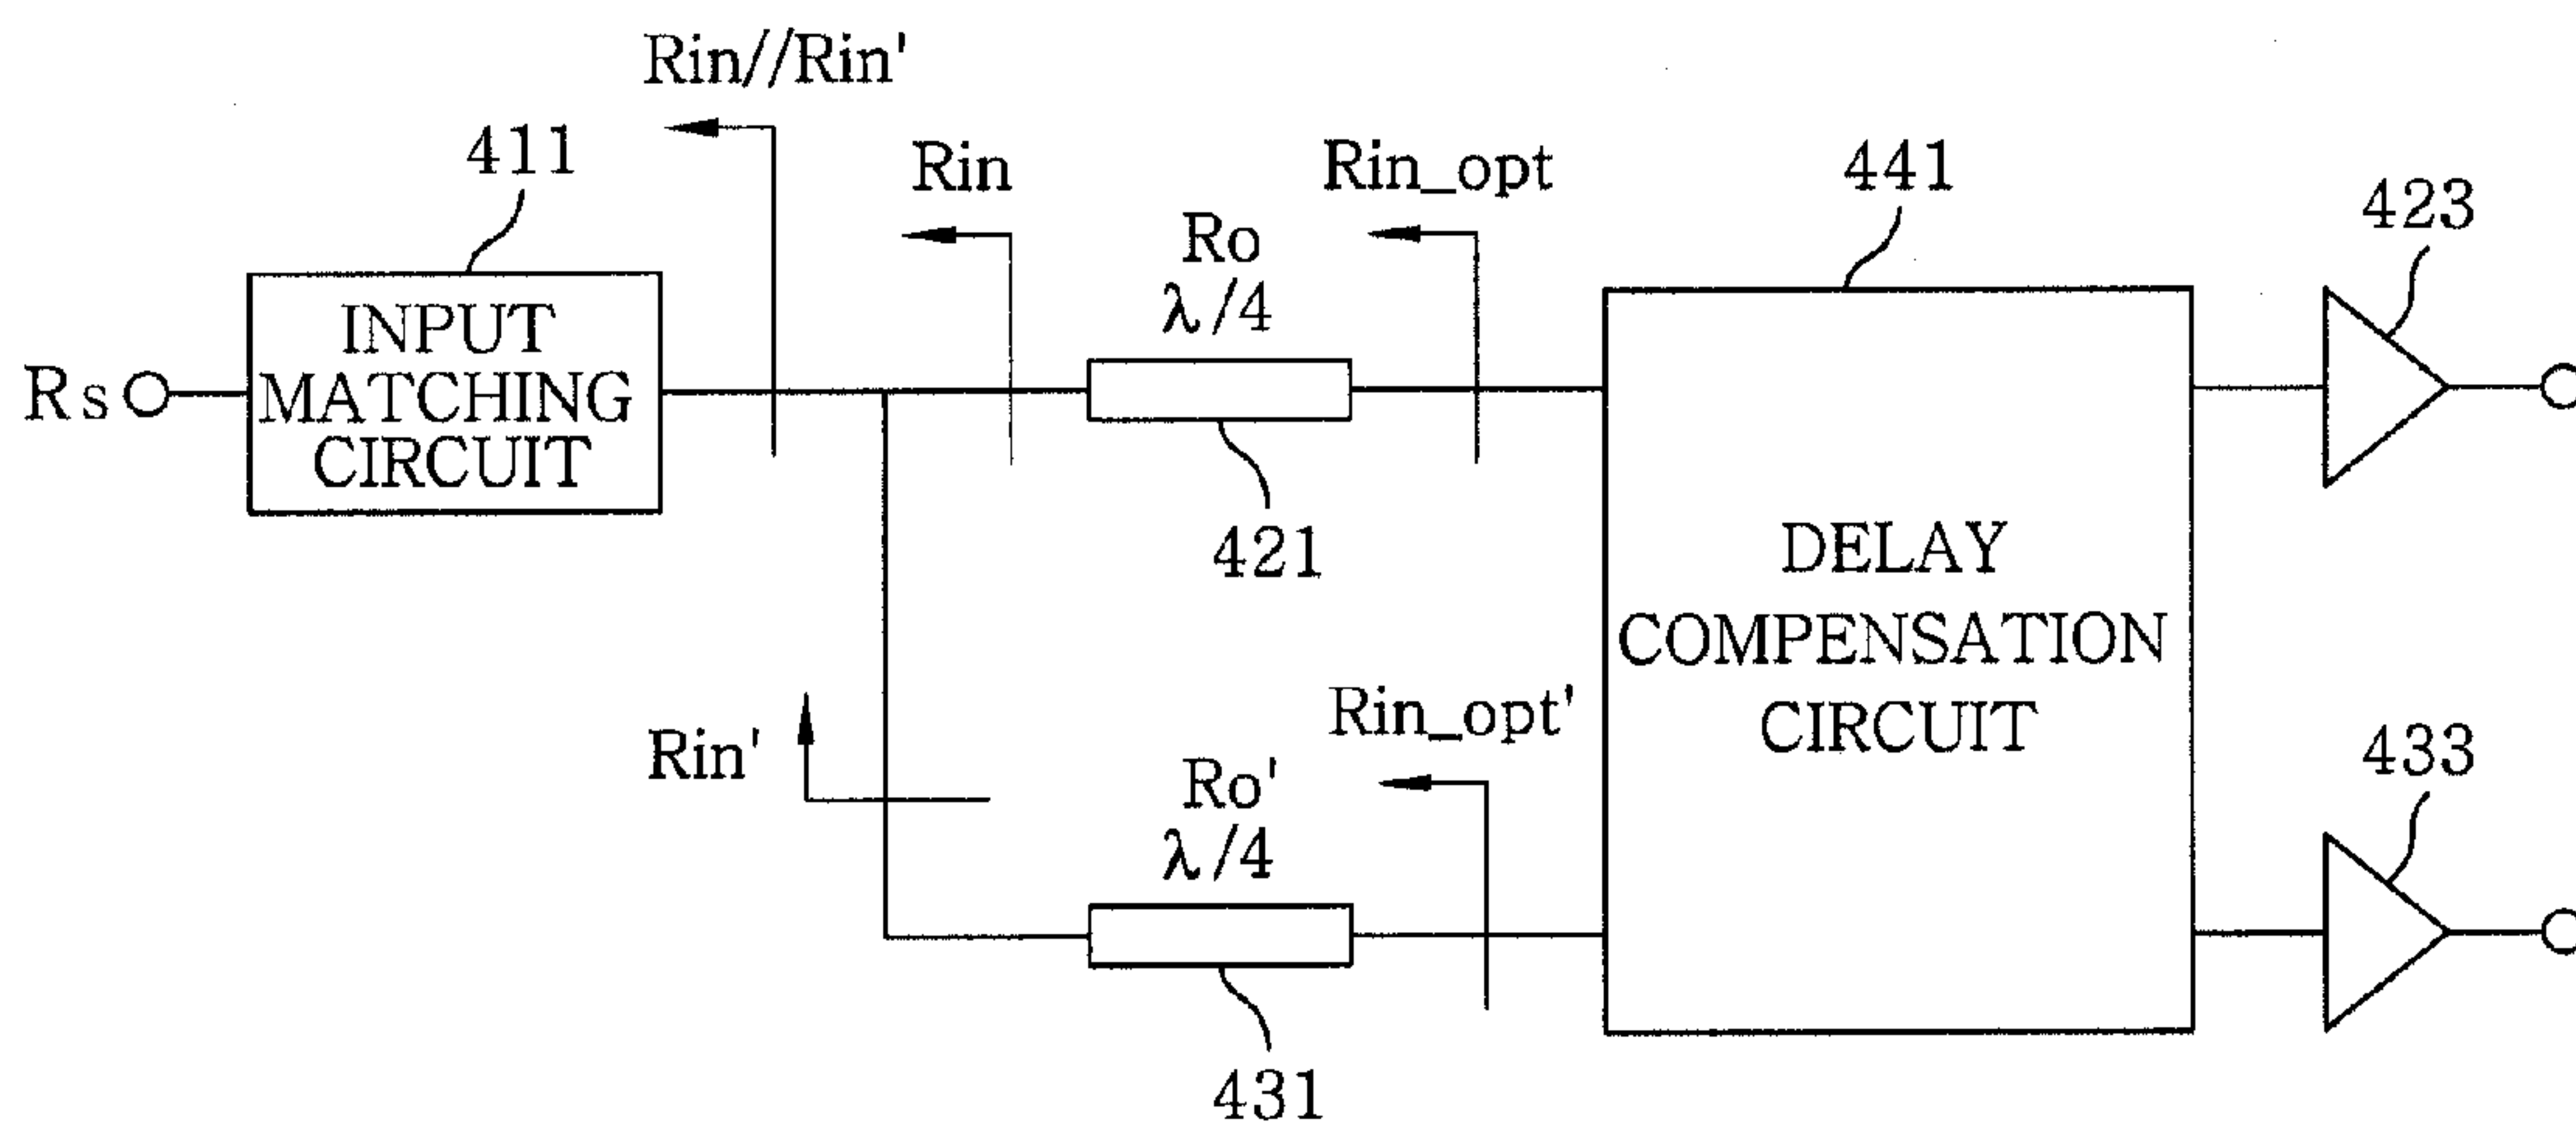 Rin//Rin'
411
Rin
Rin_opt
441
423
Ro
λ/4
Rs
INPUT
MATCHING
CIRCUIT
421
DELAY
COMPENSATION
CIRCUIT
Rin'
Rin_opt'
Ro'
λ/4
433
431